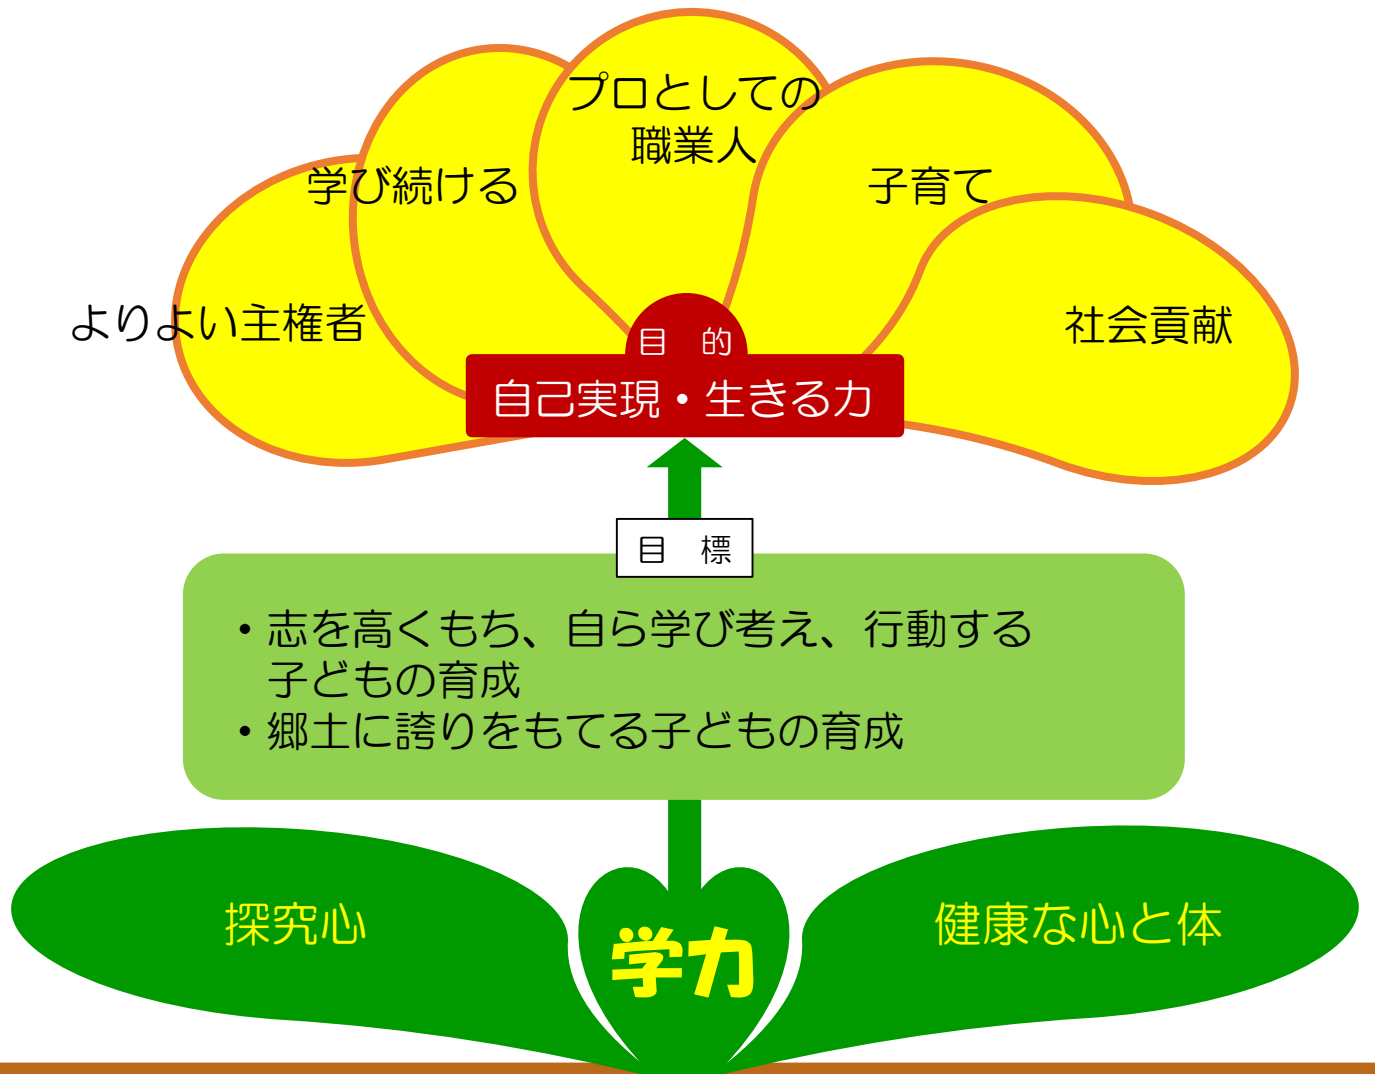 プロとしての
職業人
学び続ける
子育て
よりよい主権者
社会貢献
目　的
自己実現・生きる力
目　標
・志を高くもち、自ら学び考え、行動する
子どもの育成
・郷土に誇りをもてる子どもの育成
探究心
学力
健康な心と体